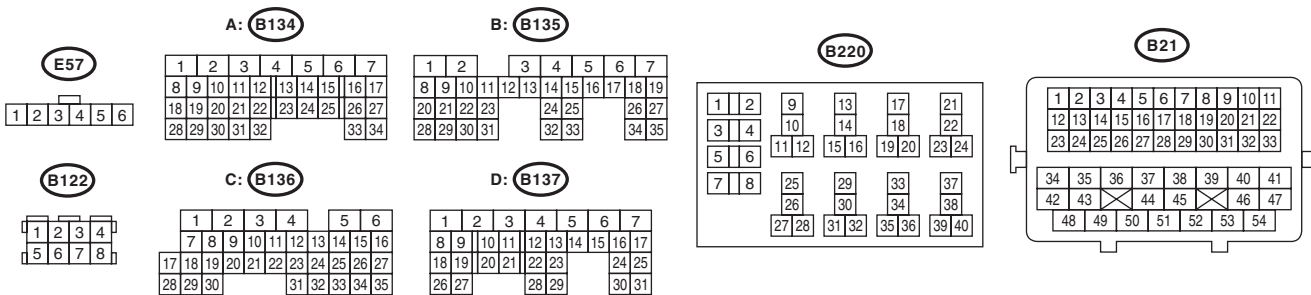 E57
1 2 3 4 5 6
B122
1 2 3 4
5 6 7 8
A: B134
1 2 3 4 5 6 7
8 9 10 11 12 13 14 15 16 17
18 19 20 21 22 23 24 25 26 27
28 29 30 31 32 33 34
C: B136
1 2 3 4 5 6
7 8 9 10 11 12 13 14 15 16
17 18 19 20 21 22 23 24 25 26 27
28 29 30 31 32 33 34 35
B: B135
1 2 3 4 5 6 7
8 9 10 11 12 13 14 15 16 17 18 19
20 21 22 23 24 25 26 27
28 29 30 31 32 33 34 35
D: B137
1 2 3 4 5 6 7
8 9 10 11 12 13 14 15 16 17
18 19 20 21 22 23 24 25
26 27 28 29 30 31
B220
1 2 9 13 17 21
3 4 10 14 18 22
5 6 11 12 15 16 19 20 23 24
7 8 25 29 33 37
26 30 34 38
27 28 31 32 35 36 39 40
B21
1 2 3 4 5 6 7 8 9 10 11
12 13 14 15 16 17 18 19 20 21 22
23 24 25 26 27 28 29 30 31 32 33
34 35 36 37 38 39 40 41
42 43 44 45 46 47
48 49 50 51 52 53 54